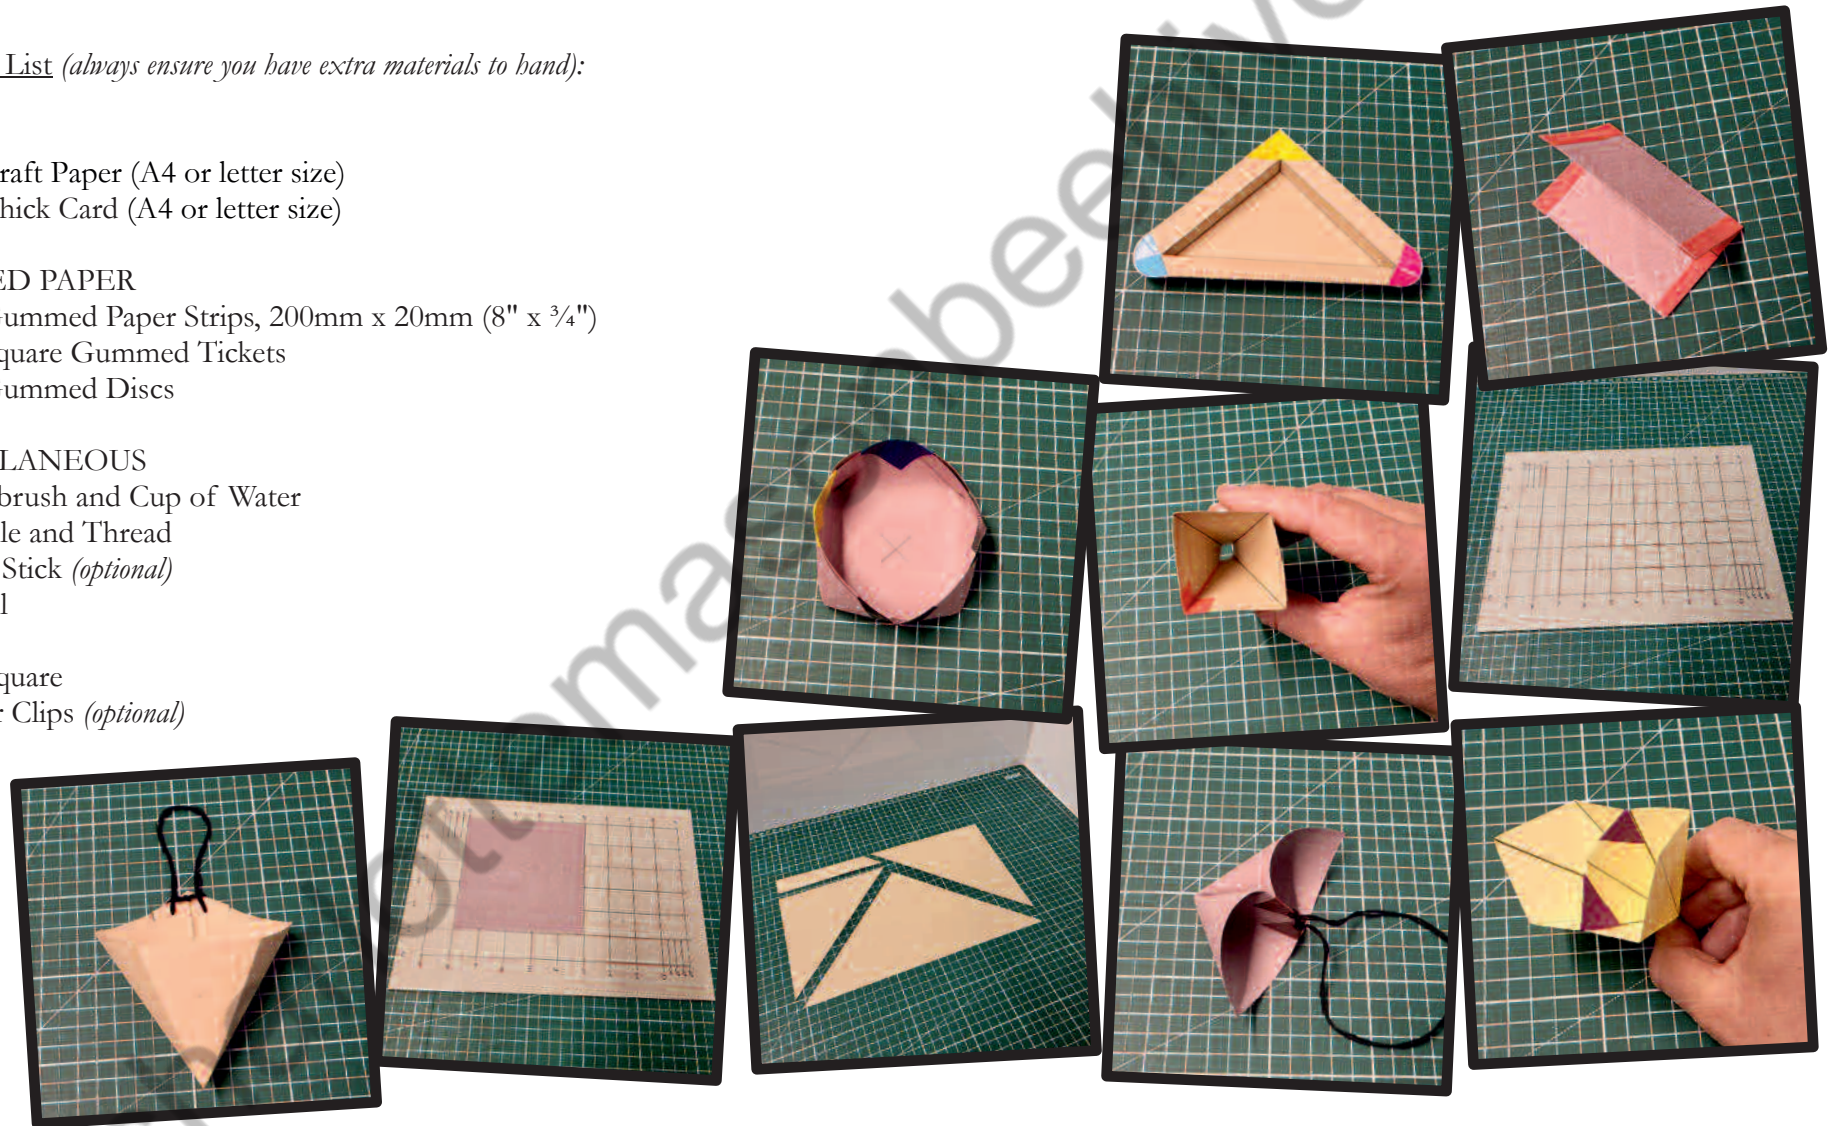 List (always ensure you have extra materials to hand):
raft Paper (A4 or letter size)
hick Card (A4 or letter size)
ED PAPER
ummed Paper Strips, 200mm x 20mm (8" x ¾")
quare Gummed Tickets
ummed Discs
LANEOUS
brush and Cup of Water
le and Thread
Stick (optional)
l
quare
r Clips (optional)